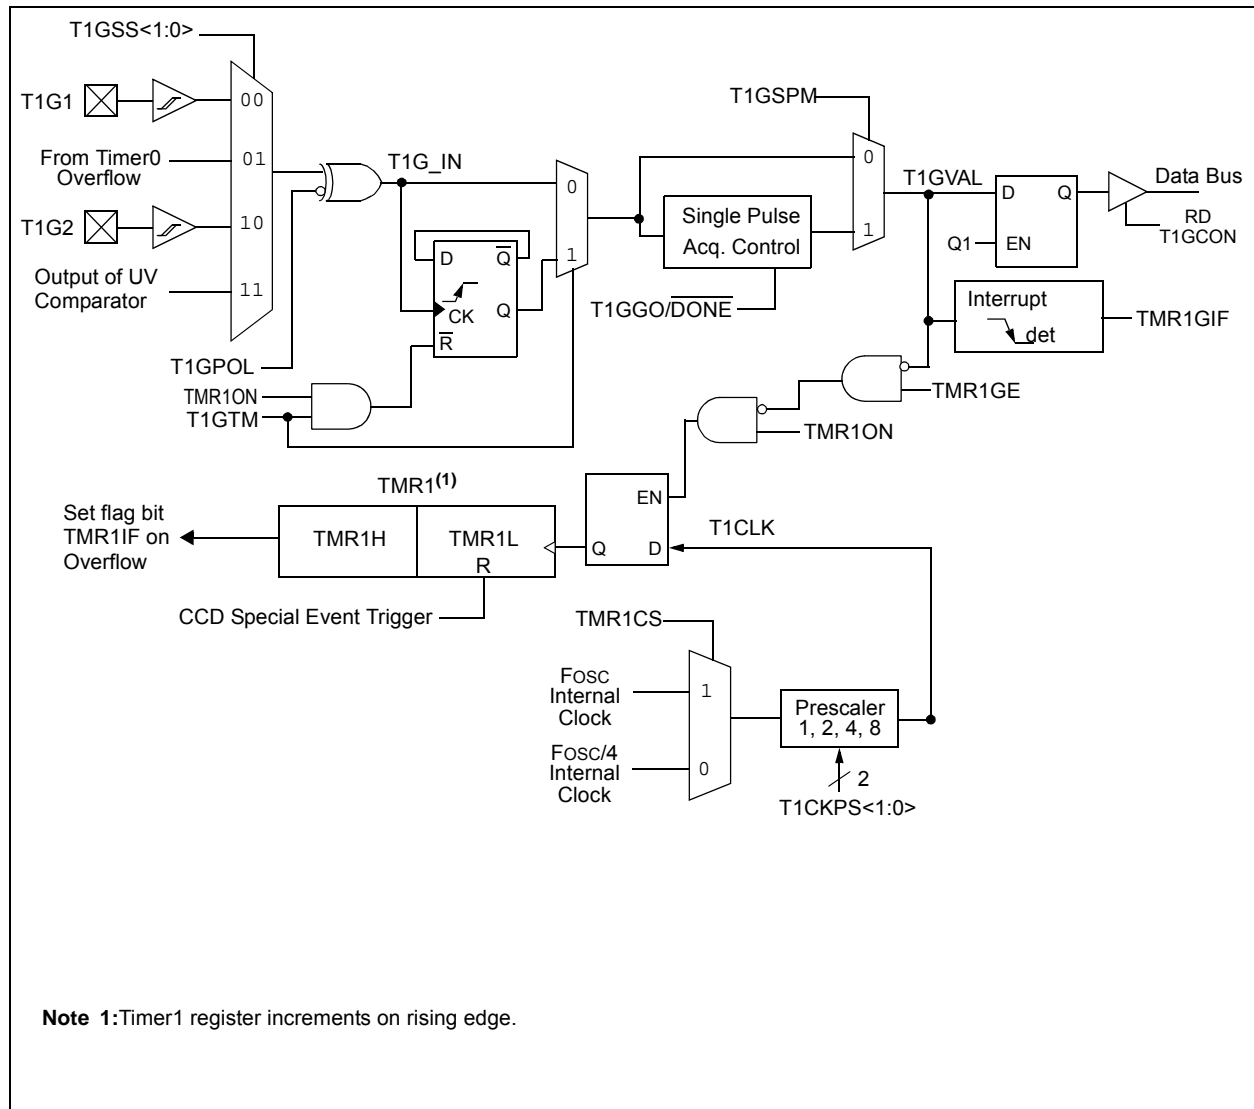 T1GSS<1:0>
T1G1
00
From Timer0
Overflow
01
T1G2
10
Output of UV
Comparator
11
T1GPOL
TMR1ON
T1GTM
T1G_IN
0
1
D
Q
CK
Q
R
T1GSPM
Single Pulse
Acq. Control
T1GGO/DONE
0
1
T1GVAL
D
Q
Q1
EN
Data Bus
RD
T1GCON
Interrupt
det
TMR1GIF
TMR1GE
TMR1ON
TMR1(1)
Set flag bit
TMR1IF on
Overflow
TMR1H
TMR1L
R
EN
Q
D
T1CLK
CCD Special Event Trigger
TMR1CS
FOSC
Internal
Clock
1
FOSC/4
Internal
Clock
0
Prescaler
1, 2, 4, 8
2
T1CKPS<1:0>
Note 1:Timer1 register increments on rising edge.